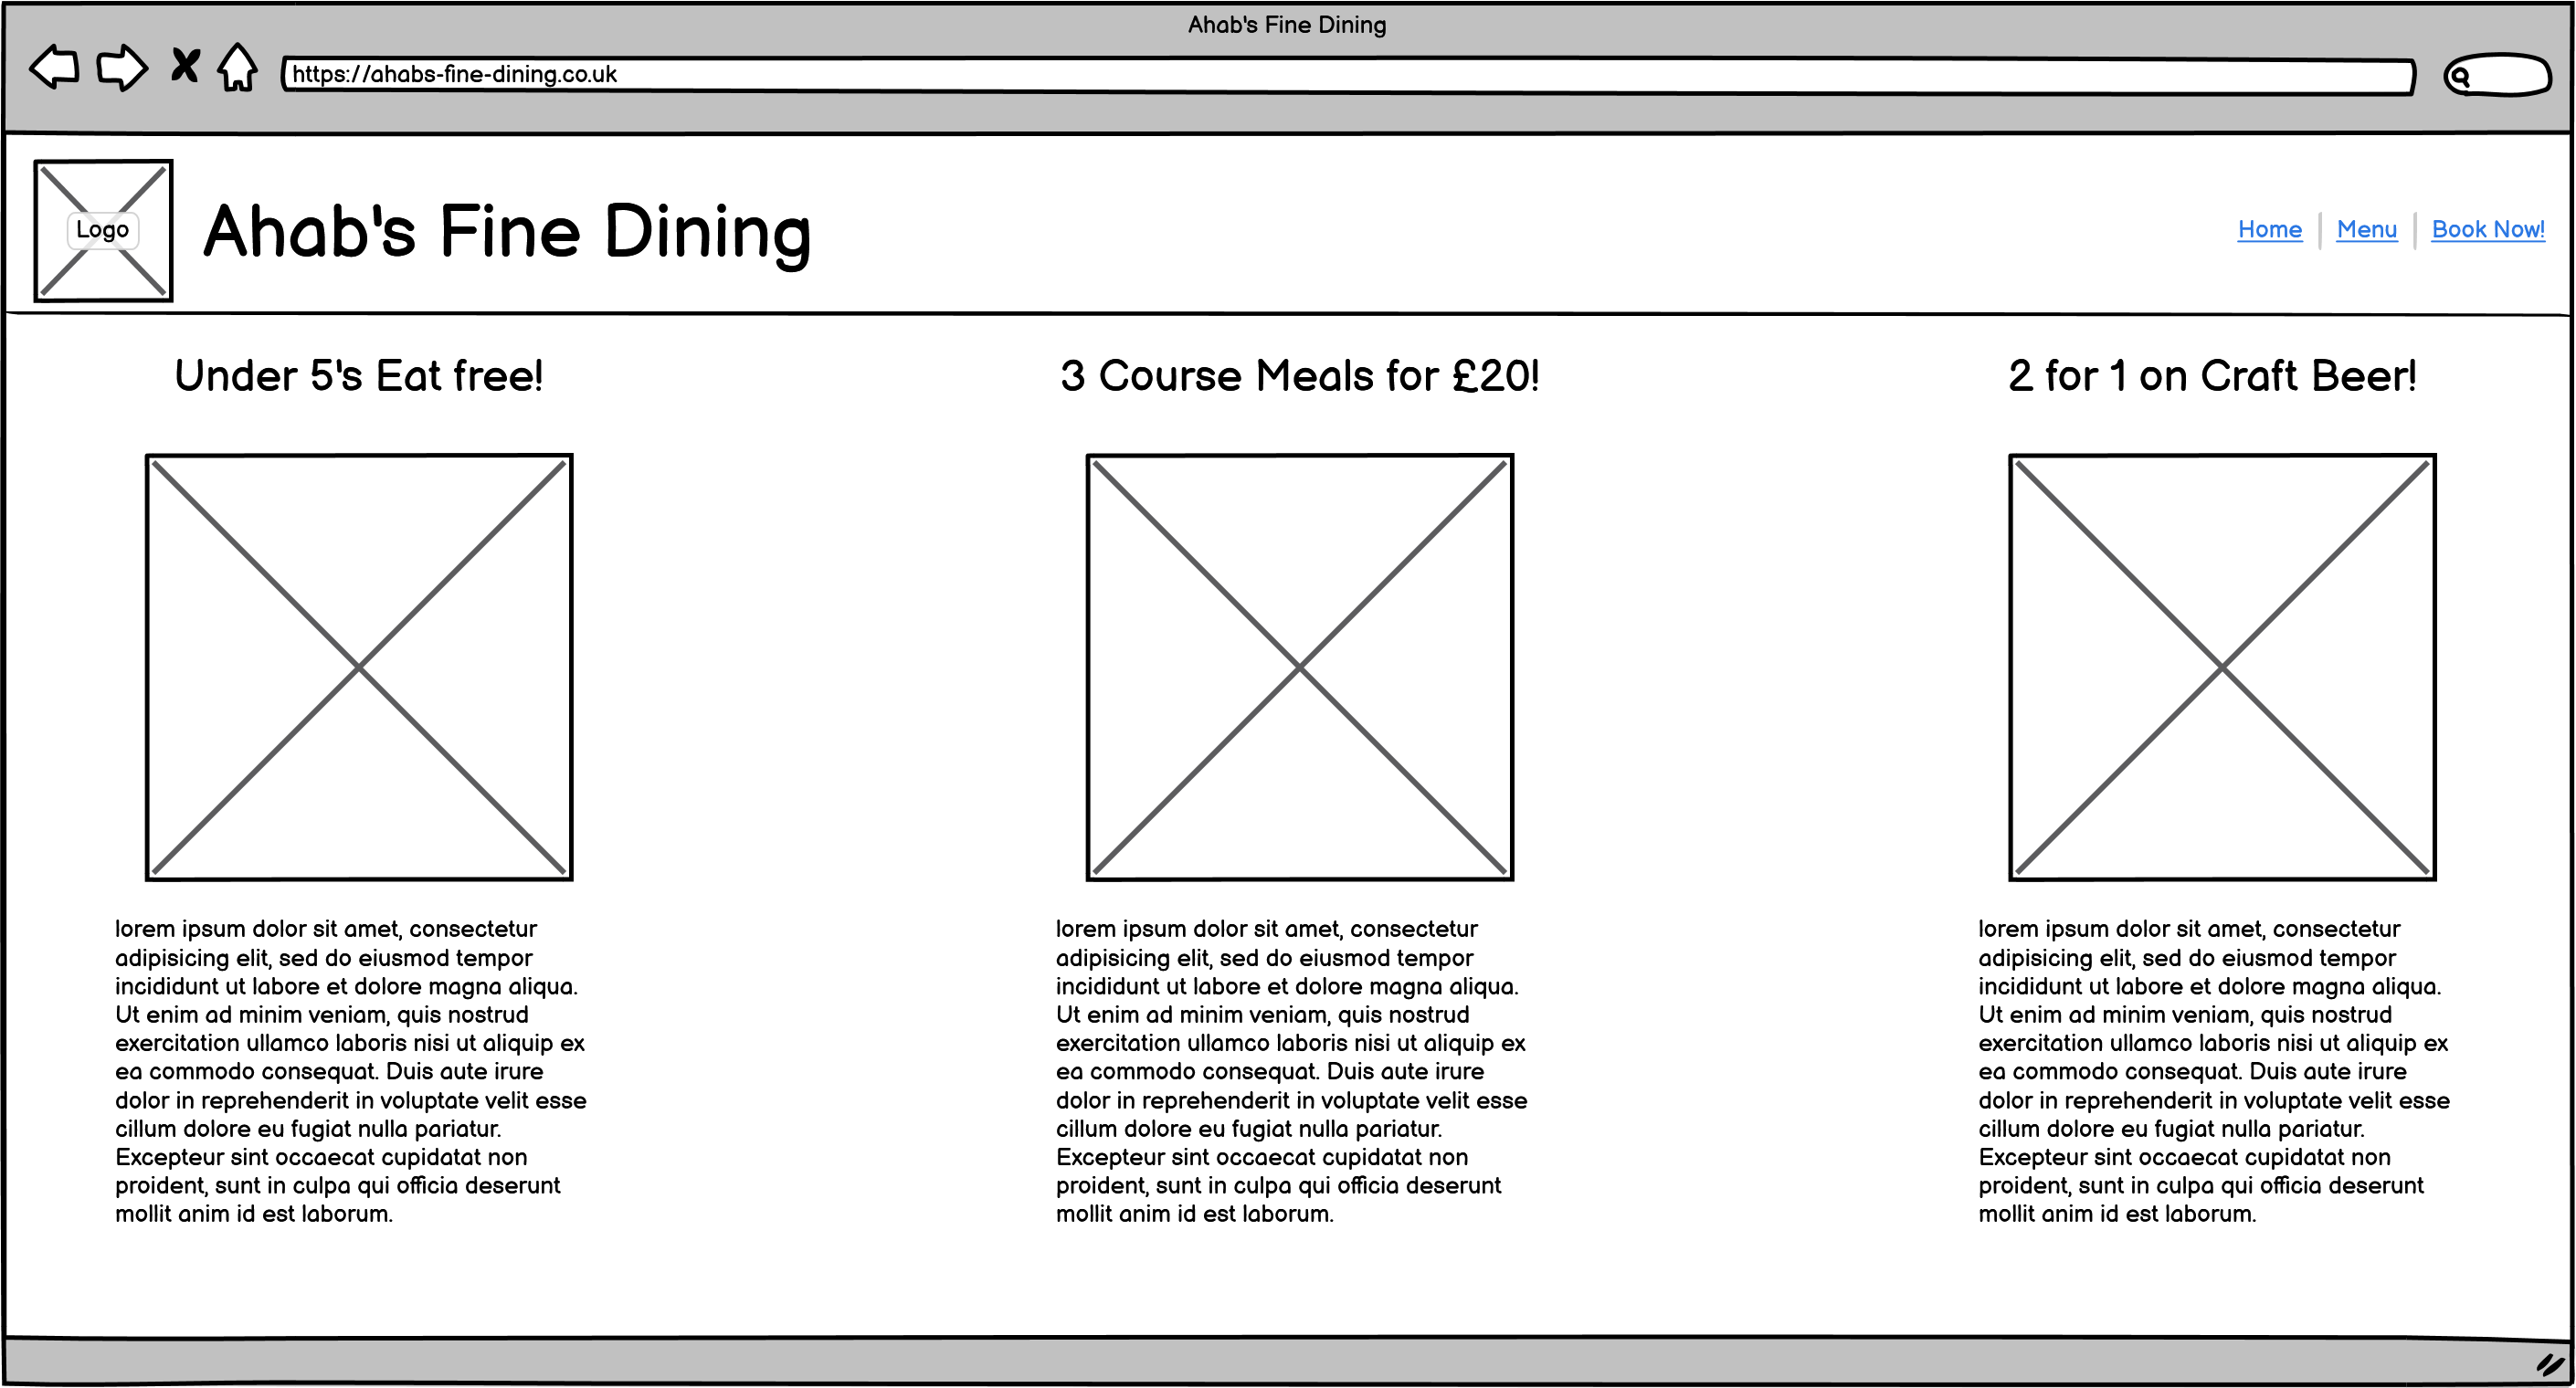 Ahab's Fine Dining
https://ahabs-fine-dining.co.uk
Logo
Ahab's Fine Dining
Home
Menu
Book Now!
Under 5's Eat free!
lorem ipsum dolor sit amet, consectetur
adipisicing elit, sed do eiusmod tempor
incididunt ut labore et dolore magna aliqua.
Ut enim ad minim veniam, quis nostrud
exercitation ullamco laboris nisi ut aliquip ex
ea commodo consequat. Duis aute irure
dolor in reprehenderit in voluptate velit esse
cillum dolore eu fugiat nulla pariatur.
Excepteur sint occaecat cupidatat non
proident, sunt in culpa qui officia deserunt
mollit anim id est laborum.
3 Course Meals for £20!
lorem ipsum dolor sit amet, consectetur
adipisicing elit, sed do eiusmod tempor
incididunt ut labore et dolore magna aliqua.
Ut enim ad minim veniam, quis nostrud
exercitation ullamco laboris nisi ut aliquip ex
ea commodo consequat. Duis aute irure
dolor in reprehenderit in voluptate velit esse
cillum dolore eu fugiat nulla pariatur.
Excepteur sint occaecat cupidatat non
proident, sunt in culpa qui officia deserunt
mollit anim id est laborum.
2 for 1 on Craft Beer!
lorem ipsum dolor sit amet, consectetur
adipisicing elit, sed do eiusmod tempor
incididunt ut labore et dolore magna aliqua.
Ut enim ad minim veniam, quis nostrud
exercitation ullamco laboris nisi ut aliquip ex
ea commodo consequat. Duis aute irure
dolor in reprehenderit in voluptate velit esse
cillum dolore eu fugiat nulla pariatur.
Excepteur sint occaecat cupidatat non
proident, sunt in culpa qui officia deserunt
mollit anim id est laborum.